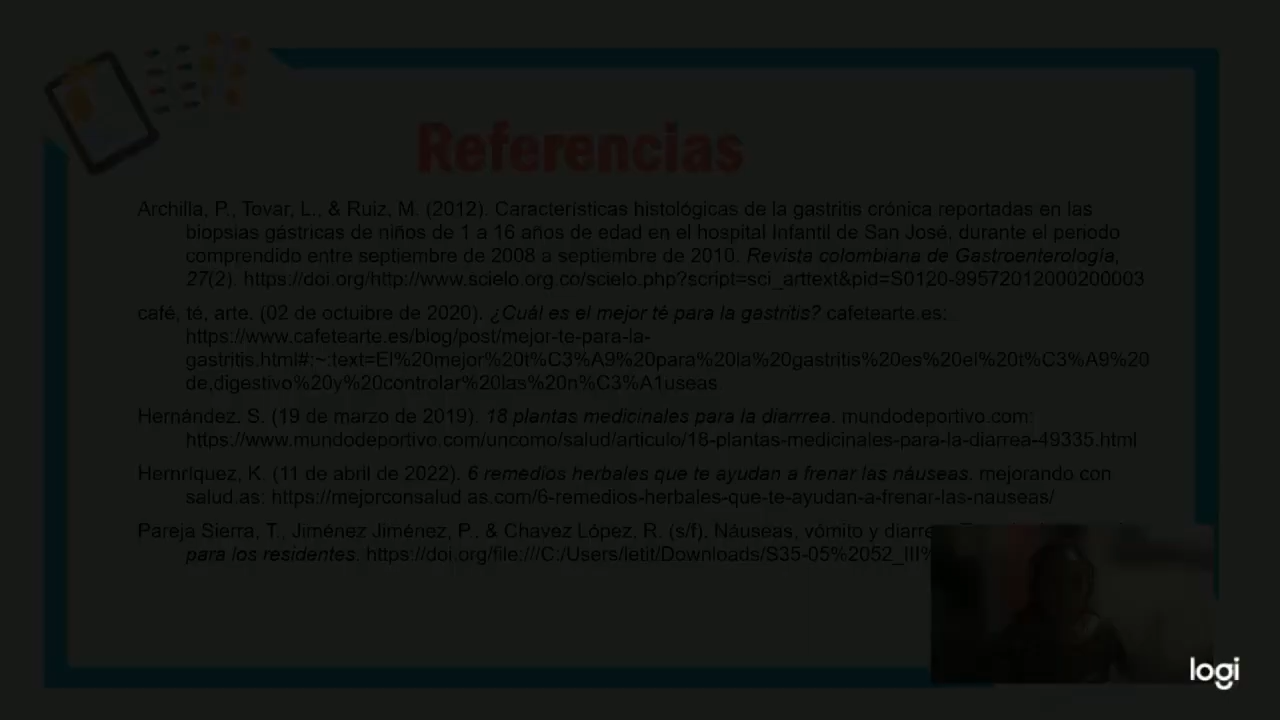 Referencias
Archilla, P., Tovar, L., & Ruiz, M. (2012). Características histológicas de la gastritis crónica reportadas en las
biopsias gástricas de niños de 1 a 16 años de edad en el hospital Infantil de San José, durante el periodo
comprendido entre septiembre de 2008 a septiembre de 2010. Revista colombiana de Gastroenterología,
27(2). https://doi.org/http://www.scielo.org.co/scielo.php?script=sci_arttext&pid=S0120-99572012000200003
café, té, arte. (02 de octuibre de 2020). ¿Cuál es el mejor té para la gastritis? cafetearte.es:
https://www.cafetearte.es/blog/post/mejor-te-para-la-
gastritis.html#:~:text=El%20mejor%20t%C3%A9%20para%20la%20gastritis%20es%20el%20t%C3%A9%20
de,digestivo%20y%20controlar%20las%20n%C3%A1useas
Hernández, S. (19 de marzo de 2019). 18 plantas medicinales para la diarrrea. mundodeportivo.com:
https://www.mundodeportivo.com/uncomo/salud/articulo/18-plantas-medicinales-para-la-diarrea-49335.html
Hernriquez, K. (11 de abril de 2022). 6 remedios herbales que te ayudan a frenar las náuseas. mejorando con
salud.as: https://mejorconsalud.as.com/6-remedios-herbales-que-te-ayudan-a-frenar-las-nauseas/
Pareja Sierra, T., Jiménez Jiménez, P., & Chavez López, R. (s/f). Náuseas, vómito y
para los residentes. https://doi.org/file:///C:/Users/letit/Downloads/S35-05%2052_III%
logi